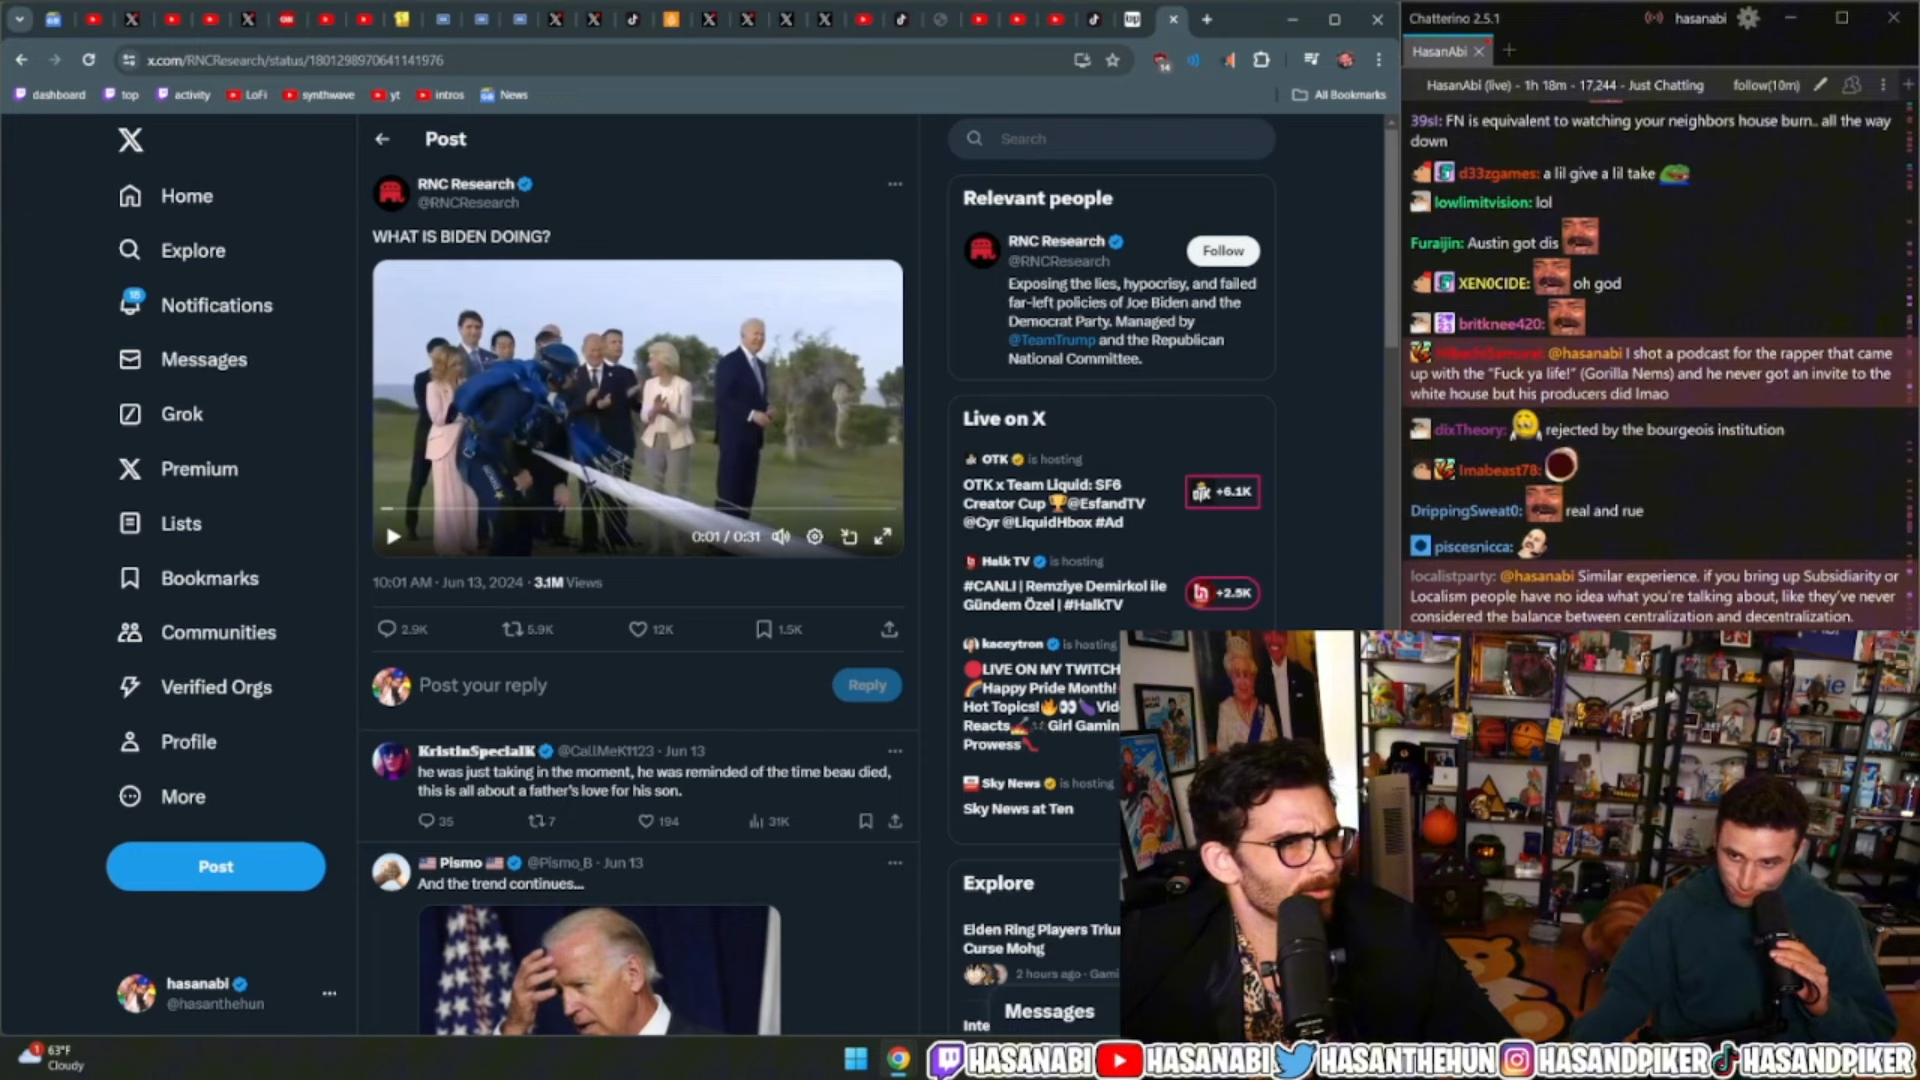 x.com/RNCResearch/status/1801298970641141976
dashboard
top
activity
LoFi
synthwave
yt
intros
News
All Bookmarks
Home
Explore
18
Notifications
Messages
Grok
Premium
Lists
Bookmarks
Communities
Verified Orgs
Profile
More
Post
hasanabi
@hasanthehun
Post
RNC Research
@RNCResearch
WHAT IS BIDEN DOING?
0:01 / 0:31
10:01 AM · Jun 13, 2024 · 3.1M Views
2.9K
5.9K
12K
1.5K
Post your reply
Reply
KristinSpecialK @CallMeK1123 · Jun 13
he was just taking in the moment, he was reminded of the time beau died,
this is all about a father's love for his son.
35
7
194
31K
Pismo @Pismo_B · Jun 13
And the trend continues...
Search
Relevant people
RNC Research
@RNCResearch
Follow
Exposing the lies, hypocrisy, and failed
far-left policies of Joe Biden and the
Democrat Party. Managed by
@TeamTrump and the Republican
National Committee.
Live on X
OTK is hosting
OTK x Team Liquid: SF6
Creator Cup 🏆@EsfandTV
@Cyr @LiquidHbox #Ad
+6.1K
Halk TV is hosting
#CANLI | Remziye Demirkol ile
Gündem Özel | #HalkTV
+2.5K
kaceytron is hosting
🔴LIVE ON MY TWITCH
🌈Happy Pride Month!
Hot Topics!🔥👀🍆Vid
Reacts Girl Gamin
Prowess
Sky News is hosting
Sky News at Ten
Explore
Elden Ring Players Triu
Curse Mohg
2 hours ago · Gami
Inte
Messages
Chatterino 2.5.1
hasanabi
HasanAbi
HasanAbi (live) - 1h 18m - 17,244 - Just Chatting
follow(10m)
39sl: FN is equivalent to watching your neighbors house burn.. all the way
down
d33zgames: a lil give a lil take
lowlimitvision: lol
Furaijin: Austin got dis
XEN0CIDE: oh god
britknee420:
@hasanabi I shot a podcast for the rapper that came
up with the "Fuck ya life!" (Gorilla Nems) and he never got an invite to the
white house but his producers did lmao
dixTheory: rejected by the bourgeois institution
Imabeast78:
DrippingSweat0: real and rue
piscesnicca:
localistparty: @hasanabi Similar experience. if you bring up Subsidiarity or
Localism people have no idea what you're talking about, like they've never
considered the balance between centralization and decentralization.
1
63°F
Cloudy
HASANABI
HASANABI
HASANTHEHUN
HASANDPIKER
HASANDPIKER